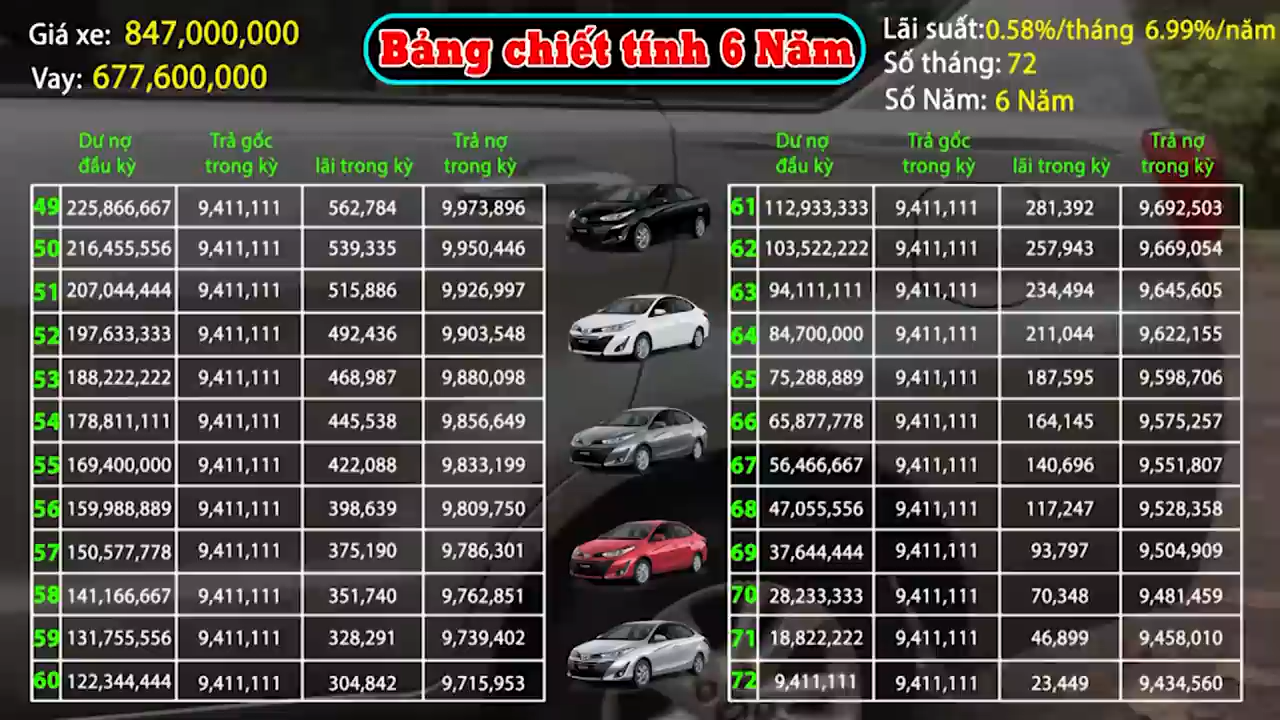 Giá xe: 847,000,000
Vay: 677,600,000
Bảng chiết tính 6 Năm
Lãi suất:0.58%/tháng 6.99%/năm
Số tháng: 72
Số Năm: 6 Năm
Dư nợ đầu kỳ Trả gốc trong kỳ lãi trong kỳ Trả nợ trong kỳ
49 225,866,667 9,411,111 562,784 9,973,896
50 216,455,556 9,411,111 539,335 9,950,446
51 207,044,444 9,411,111 515,886 9,926,997
52 197,633,333 9,411,111 492,436 9,903,548
53 188,222,222 9,411,111 468,987 9,880,098
54 178,811,111 9,411,111 445,538 9,856,649
55 169,400,000 9,411,111 422,088 9,833,199
56 159,988,889 9,411,111 398,639 9,809,750
57 150,577,778 9,411,111 375,190 9,786,301
58 141,166,667 9,411,111 351,740 9,762,851
59 131,755,556 9,411,111 328,291 9,739,402
60 122,344,444 9,411,111 304,842 9,715,953
Dư nợ đầu kỳ Trả gốc trong kỳ lãi trong kỳ Trả nợ trong kỳ
61 112,933,333 9,411,111 281,392 9,692,503
62 103,522,222 9,411,111 257,943 9,669,054
63 94,111,111 9,411,111 234,494 9,645,605
64 84,700,000 9,411,111 211,044 9,622,155
65 75,288,889 9,411,111 187,595 9,598,706
66 65,877,778 9,411,111 164,145 9,575,257
67 56,466,667 9,411,111 140,696 9,551,807
68 47,055,556 9,411,111 117,247 9,528,358
69 37,644,444 9,411,111 93,797 9,504,909
70 28,233,333 9,411,111 70,348 9,481,459
71 18,822,222 9,411,111 46,899 9,458,010
72 9,411,111 9,411,111 23,449 9,434,560